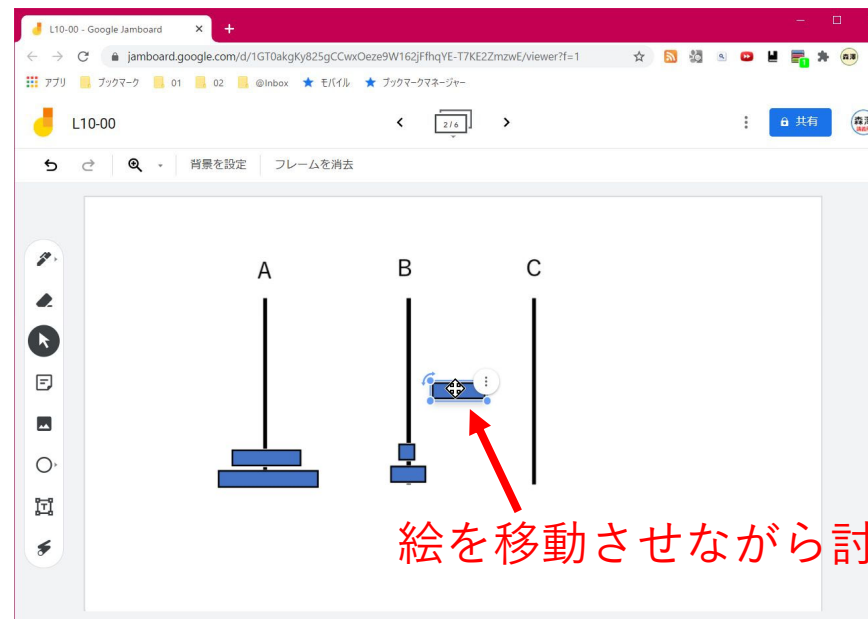 L10-00 - Google Jamboard
jamboard.google.com/d/1GT0akgKy825gCCwxOeze9W162jFfhqYE-T7KE2ZmzwE/viewer?f=1
アプリ ブックマーク 01 02 @Inbox モバイル ブックマークマネージャー
L10-00 2/6 共有
背景を設定 フレームを消去
A B C
絵を移動させながら討